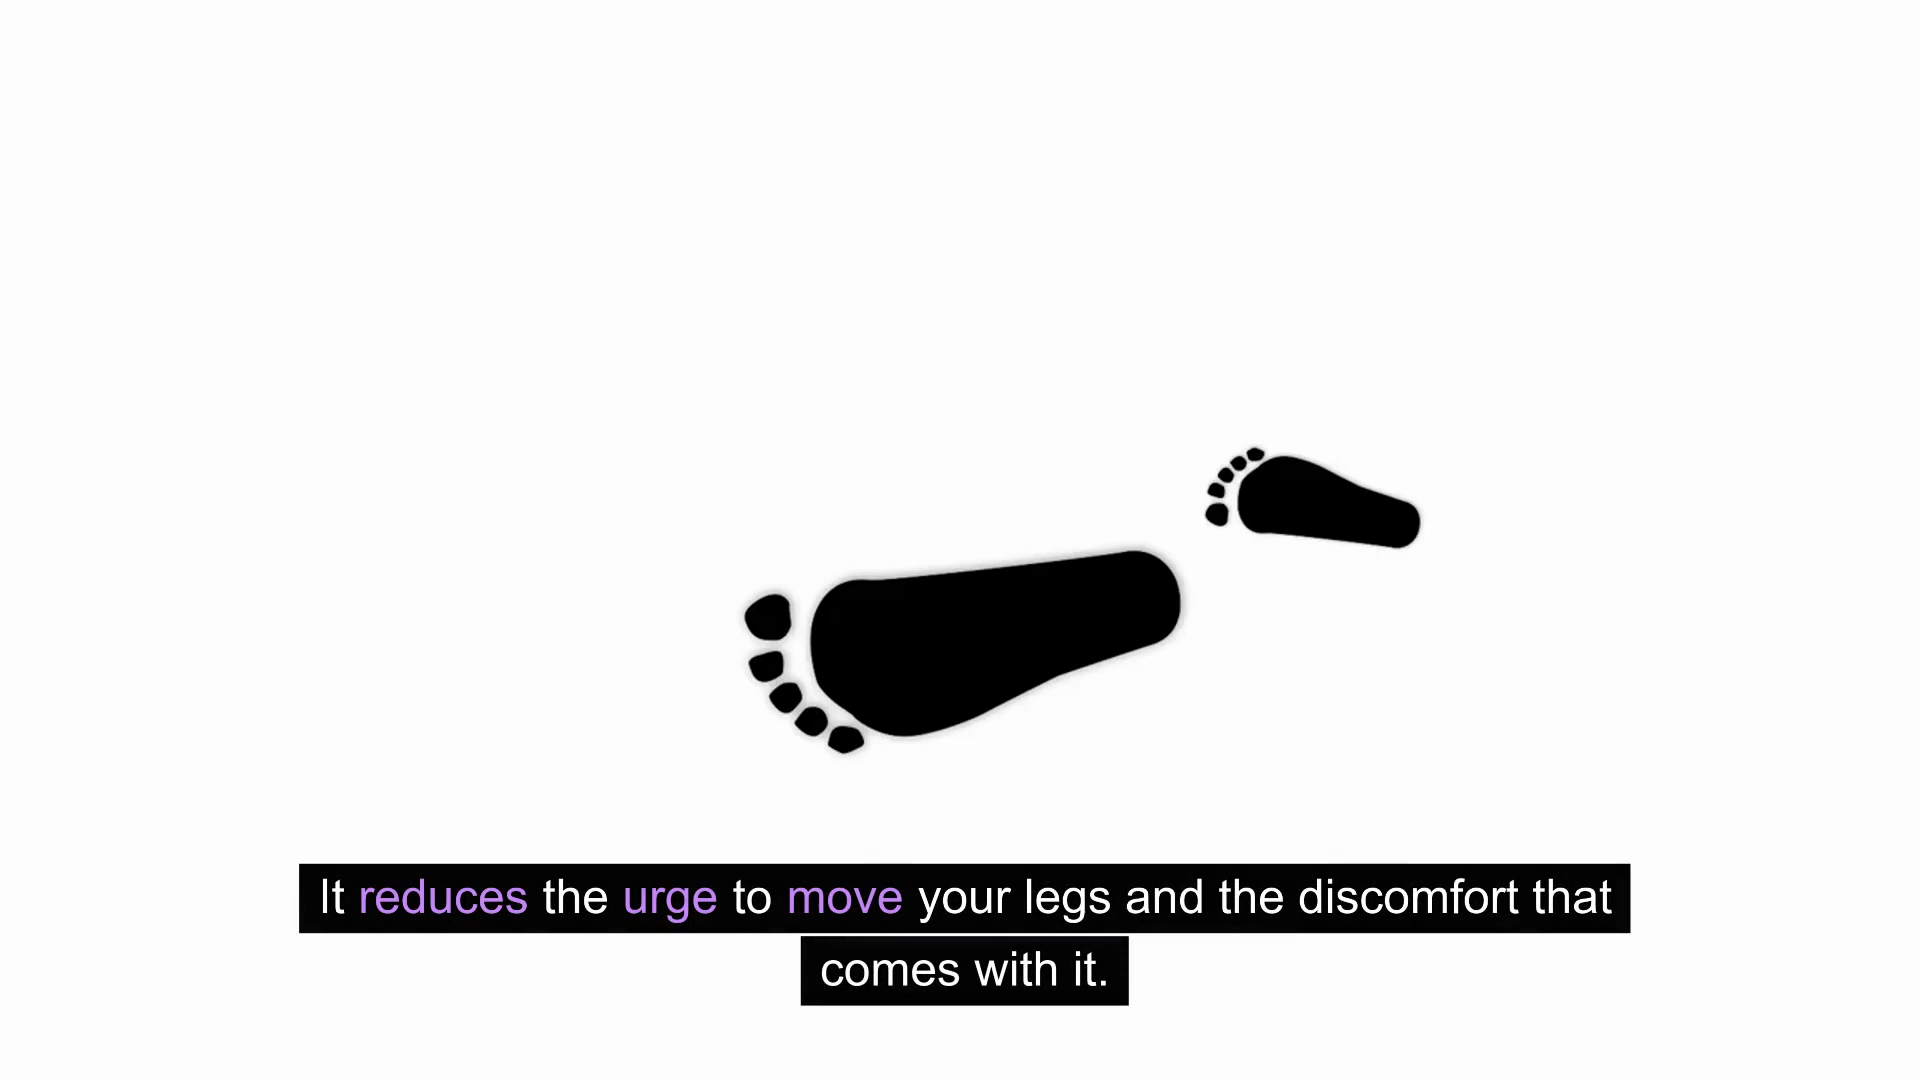 It reduces the urge to move your legs and the discomfort that
comes with it.